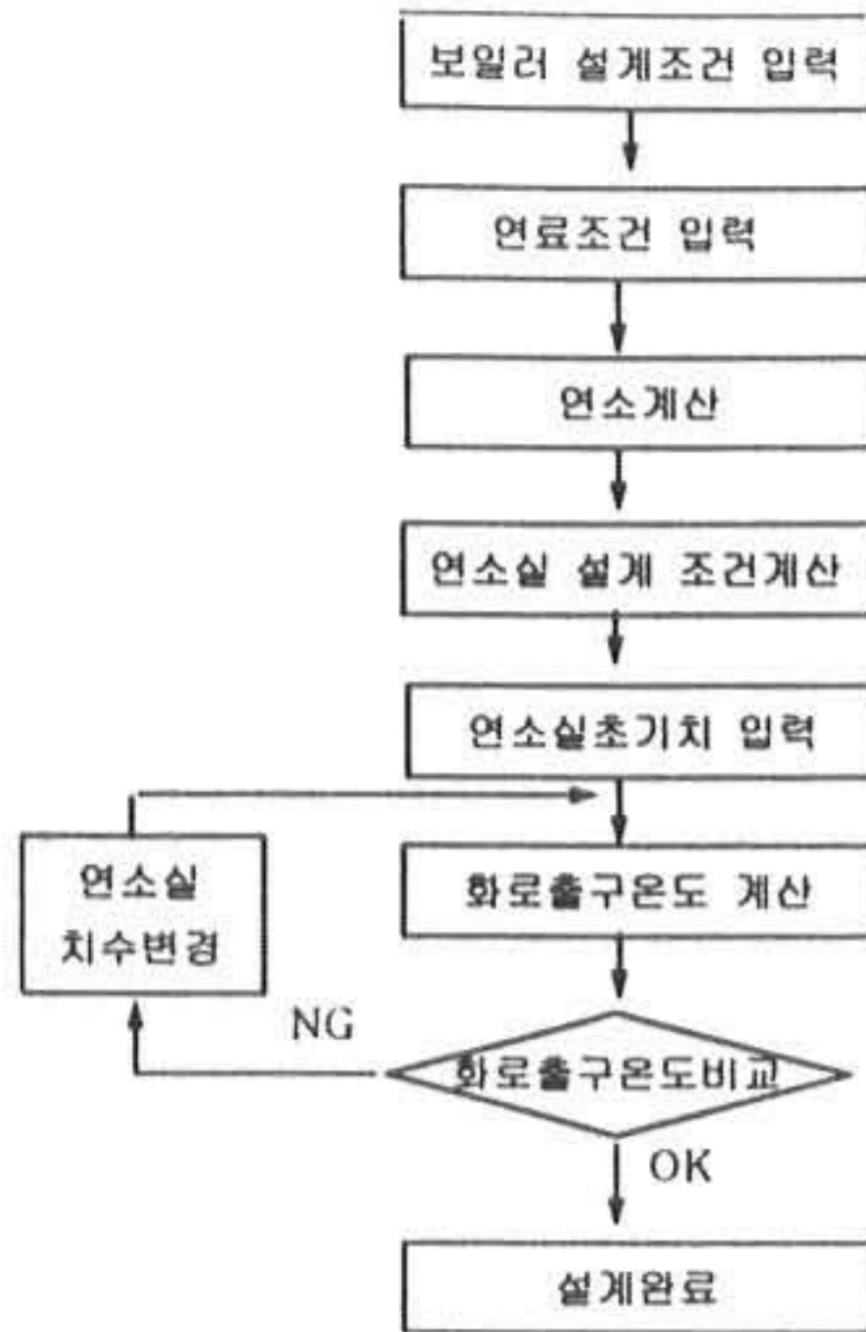 보일러 설계조건 입력
연료조건 입력
연소계산
연소실 설계 조건계산
연소실초기치 입력
연소실
치수변경
화로출구온도 계산
NG
화로출구온도비교
OK
설계완료